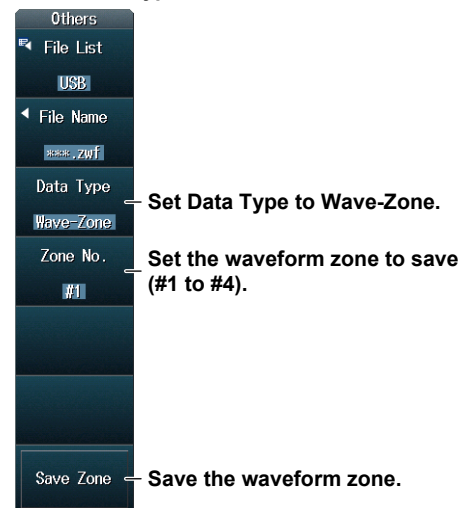 Others
File List
USB
File Name
***.zwf
Data Type
Wave-Zone
Set Data Type to Wave-Zone.
Zone No.
#1
Set the waveform zone to save
(#1 to #4).
Save Zone
Save the waveform zone.